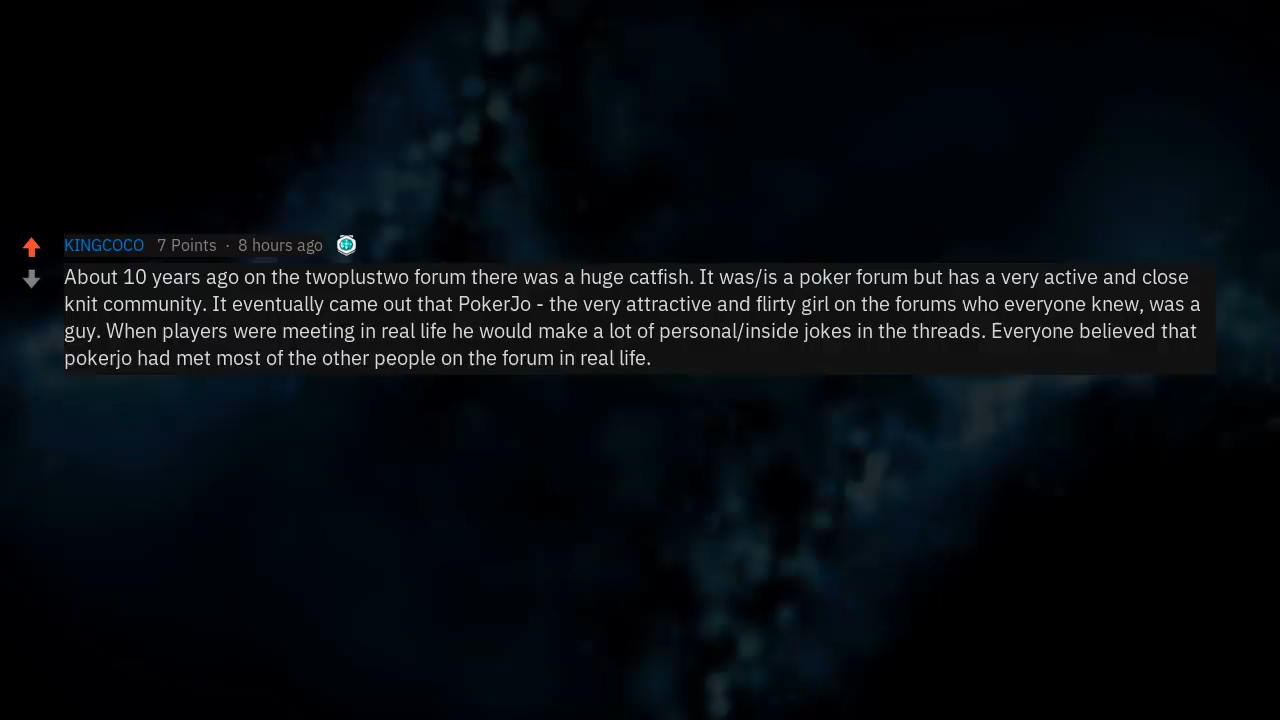 KINGCOCO 7 Points · 8 hours ago
About 10 years ago on the twoplustwo forum there was a huge catfish. It was/is a poker forum but has a very active and close
knit community. It eventually came out that PokerJo - the very attractive and flirty girl on the forums who everyone knew, was a
guy. When players were meeting in real life he would make a lot of personal/inside jokes in the threads. Everyone believed that
pokerjo had met most of the other people on the forum in real life.